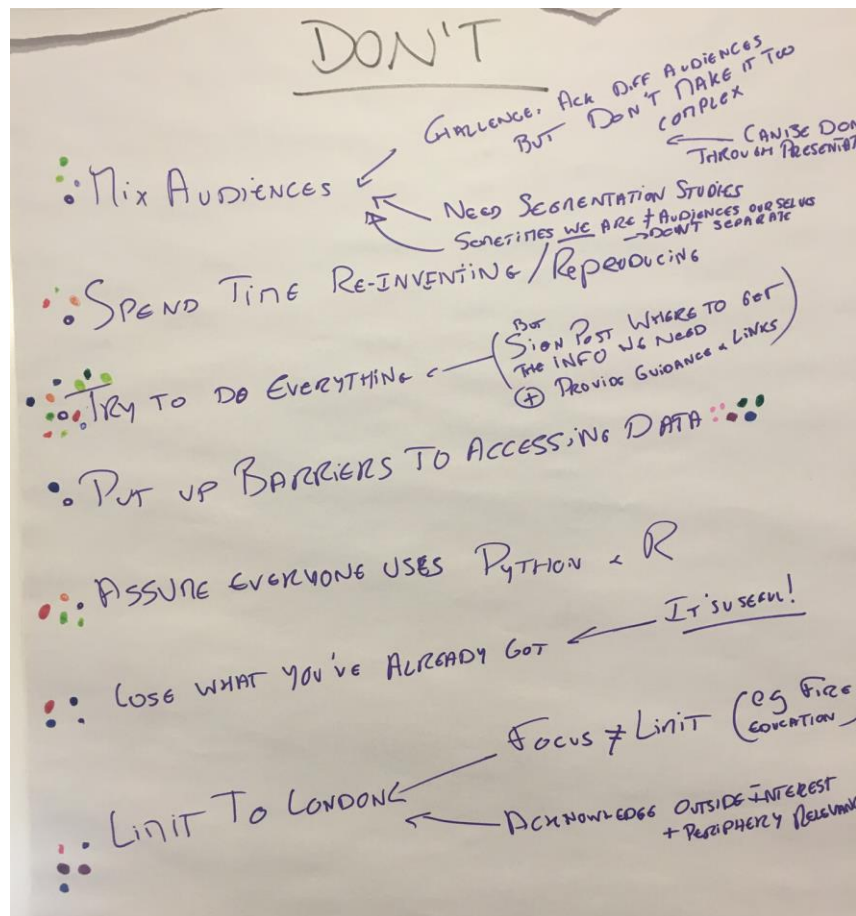 DON'T
CHALLENGE, ACK DIFF AUDIENCES
BUT DON'T MAKE IT TOO
COMPLEX
CAN BE DON
THROUGH PRESENTAT
MIX AUDIENCES
NEED SEGMENTATION STUDIES
SOMETIMES WE ARE ≠ AUDIENCES OURSELVES
→ DON'T SEPARATE
SPEND TIME RE-INVENTING / REPRODUCING
BUT
(SIGN POST WHERE TO GET
THE INFO WE NEED
+ PROVIDE GUIDANCE & LINKS)
TRY TO DO EVERYTHING
PUT UP BARRIERS TO ACCESSING DATA
ASSUME EVERYONE USES PYTHON & R
LOSE WHAT YOU'VE ALREADY GOT
IT'S USEFUL!
FOCUS ≠ LIMIT (eg FIRE
EDUCATION
LIMIT TO LONDON
ACKNOWLEDGE OUTSIDE INTEREST
+ PERIPHERY RELEVANC